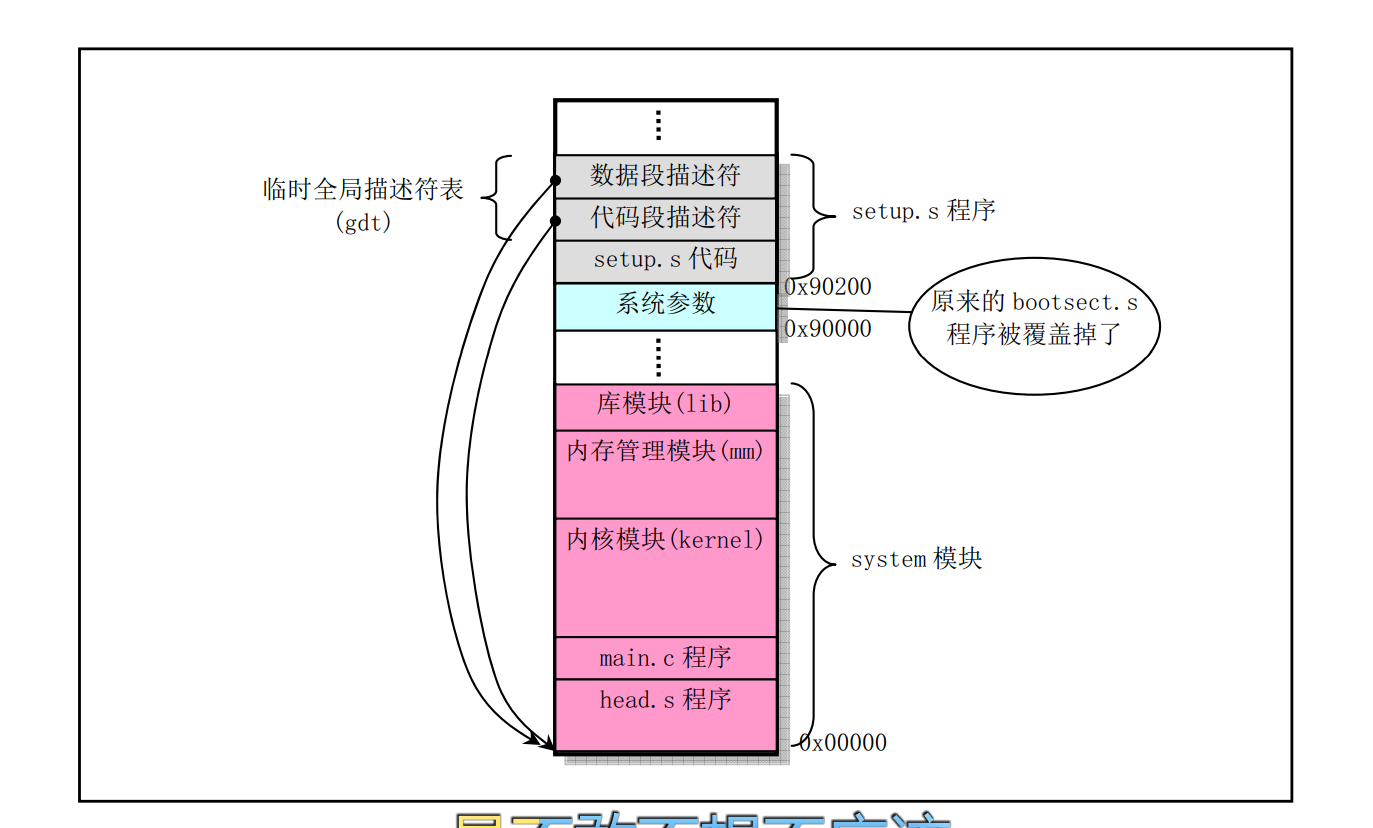 数据段描述符
临时全局描述符表
(gdt)
代码段描述符
setup.s 程序
setup.s 代码
0x90200
系统参数
原来的 bootsect.s
程序被覆盖掉了
0x90000
库模块(lib)
内存管理模块(mm)
内核模块(kernel)
system 模块
main.c 程序
head.s 程序
0x00000